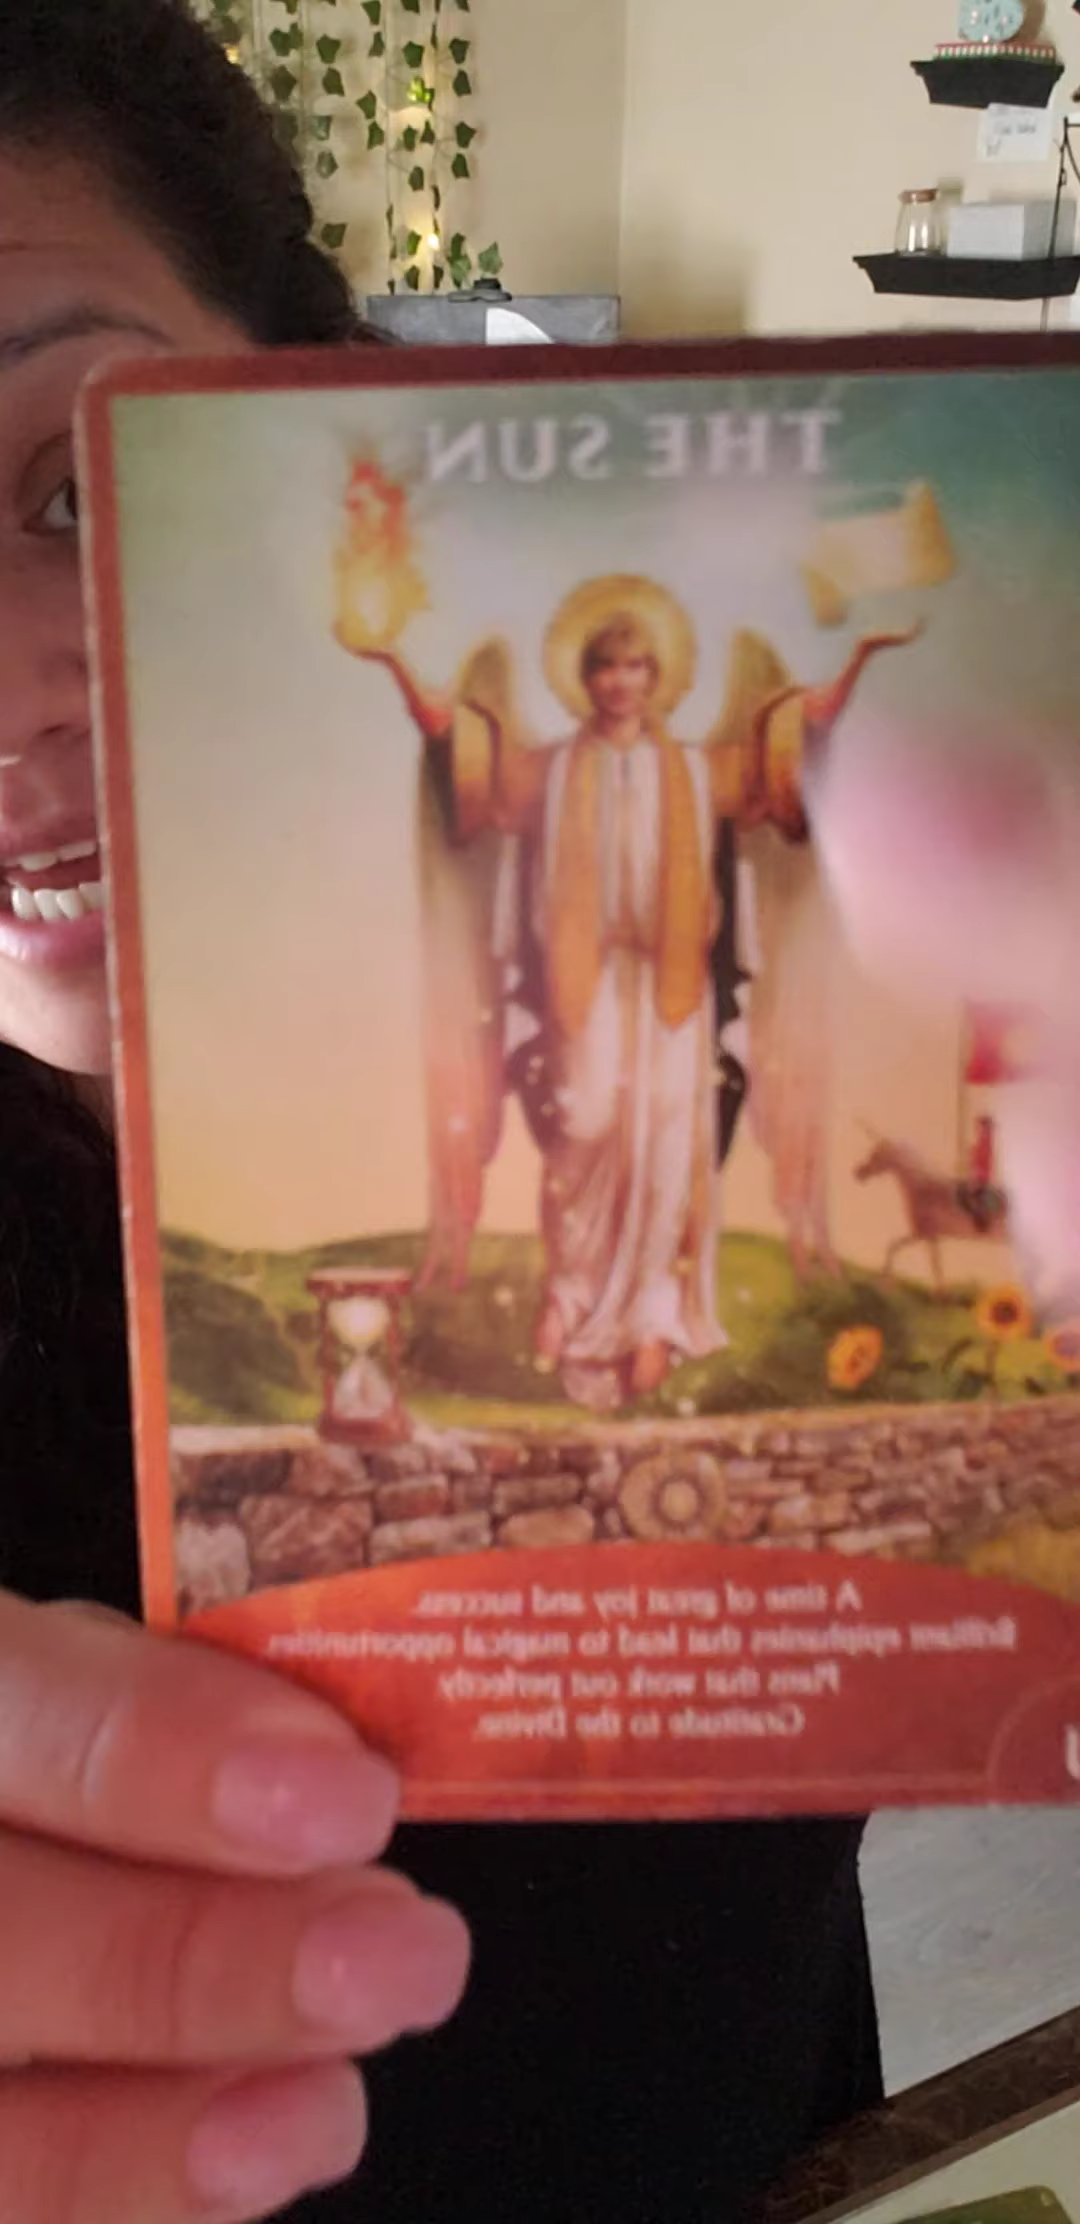 THE SUN
A time of great joy and success.
Brilliant epiphanies that lead to magical opportunities.
Plans that work out perfectly.
Gratitude to the Divine.